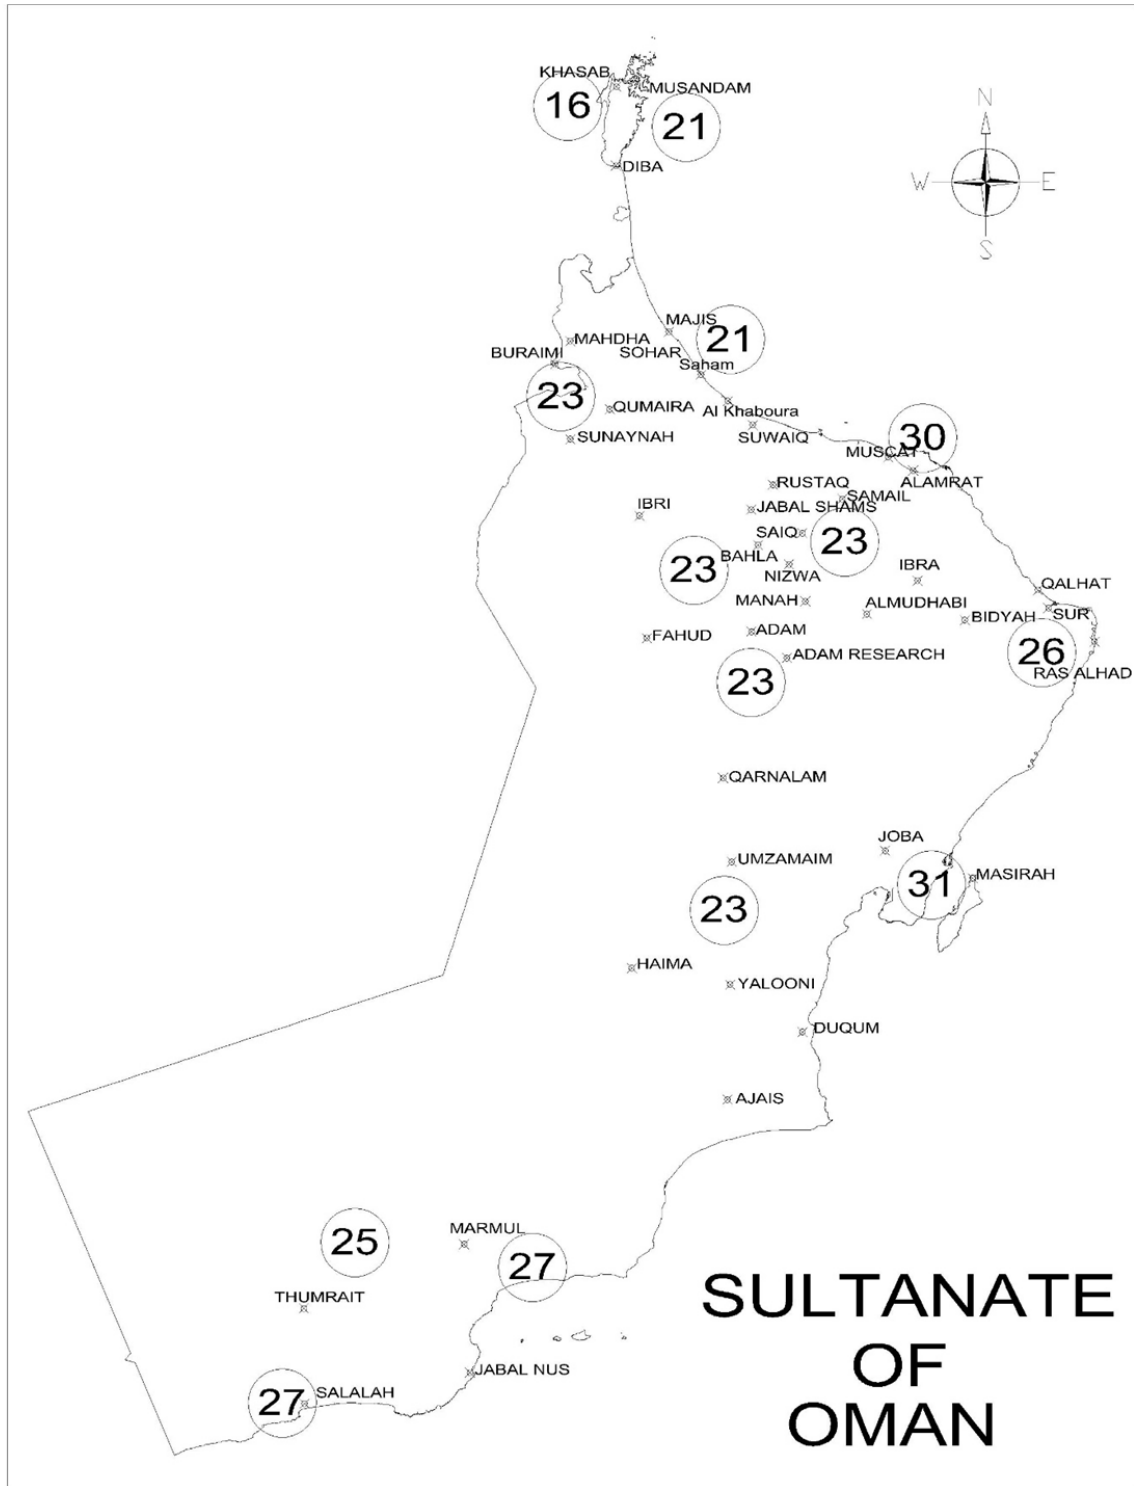 KHASAB
MUSANDAM
16
21
DIBA
N
W
E
S
MAJIS
MAHDHA
21
BURAIMI
SOHAR
Saham
23
QUMAIRA
Al Khaboura
SUNAYNAH
SUWAIQ
30
MUSCAT
ALAMRAT
RUSTAQ
SAMAIL
IBRI
JABAL SHAMS
SAIQ
23
BAHLA
23
NIZWA
IBRA
QALHAT
MANAH
ALMUDHABI
SUR
BIDYAH
FAHUD
ADAM
ADAM RESEARCH
26
RAS ALHAD
23
QARNALAM
JOBA
UMZAMAIM
31
MASIRAH
23
HAIMA
YALOONI
DUQUM
AJAIS
MARMUL
25
27
THUMRAIT
JABAL NUS
27
SALALAH
SULTANATE
OF
OMAN